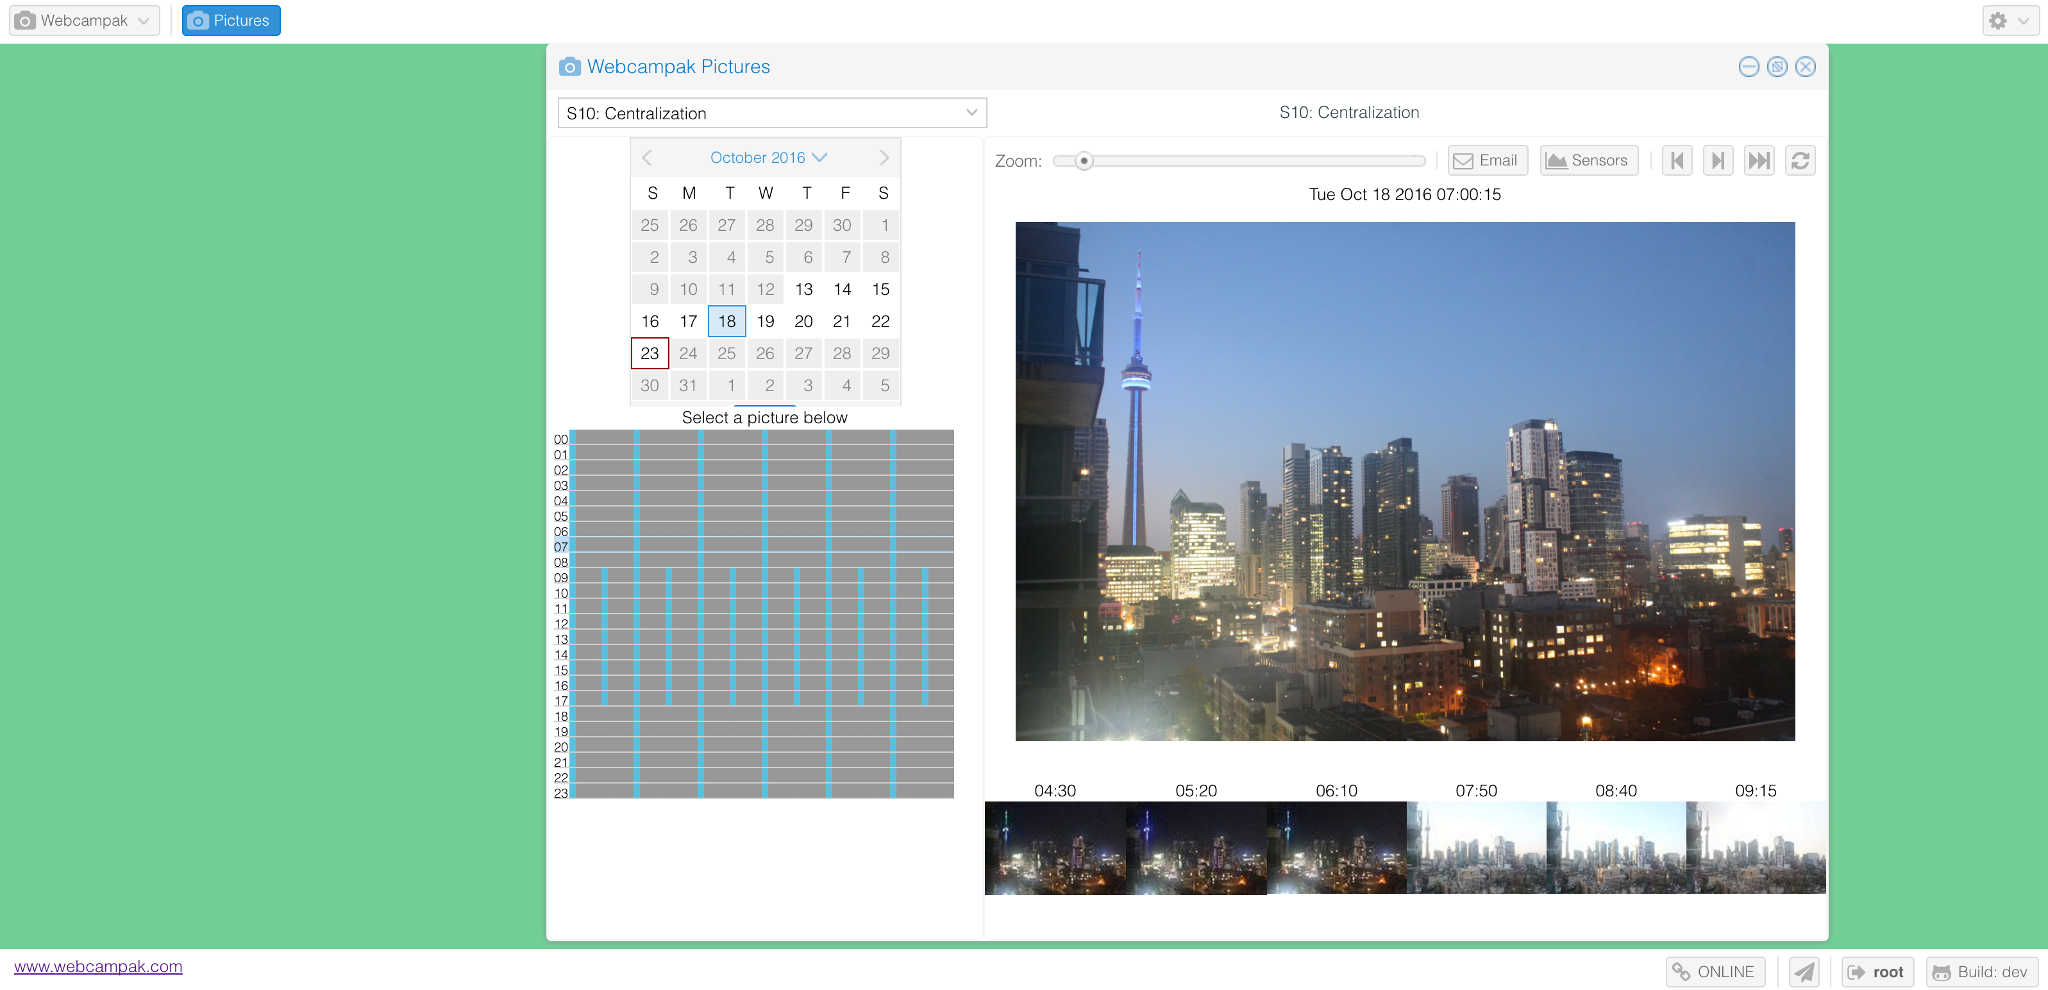 Webcampak
Pictures
Webcampak Pictures
S10: Centralization
S10: Centralization
October 2016
S M T W T F S
25 26 27 28 29 30 1
2 3 4 5 6 7 8
9 10 11 12 13 14 15
16 17 18 19 20 21 22
23 24 25 26 27 28 29
30 31 1 2 3 4 5
Select a picture below
00
01
02
03
04
05
06
07
08
09
10
11
12
13
14
15
16
17
18
19
20
21
22
23
Zoom:
Email
Sensors
Tue Oct 18 2016 07:00:15
04:30 05:20 06:10 07:50 08:40 09:15
www.webcampak.com
ONLINE
root
Build: dev